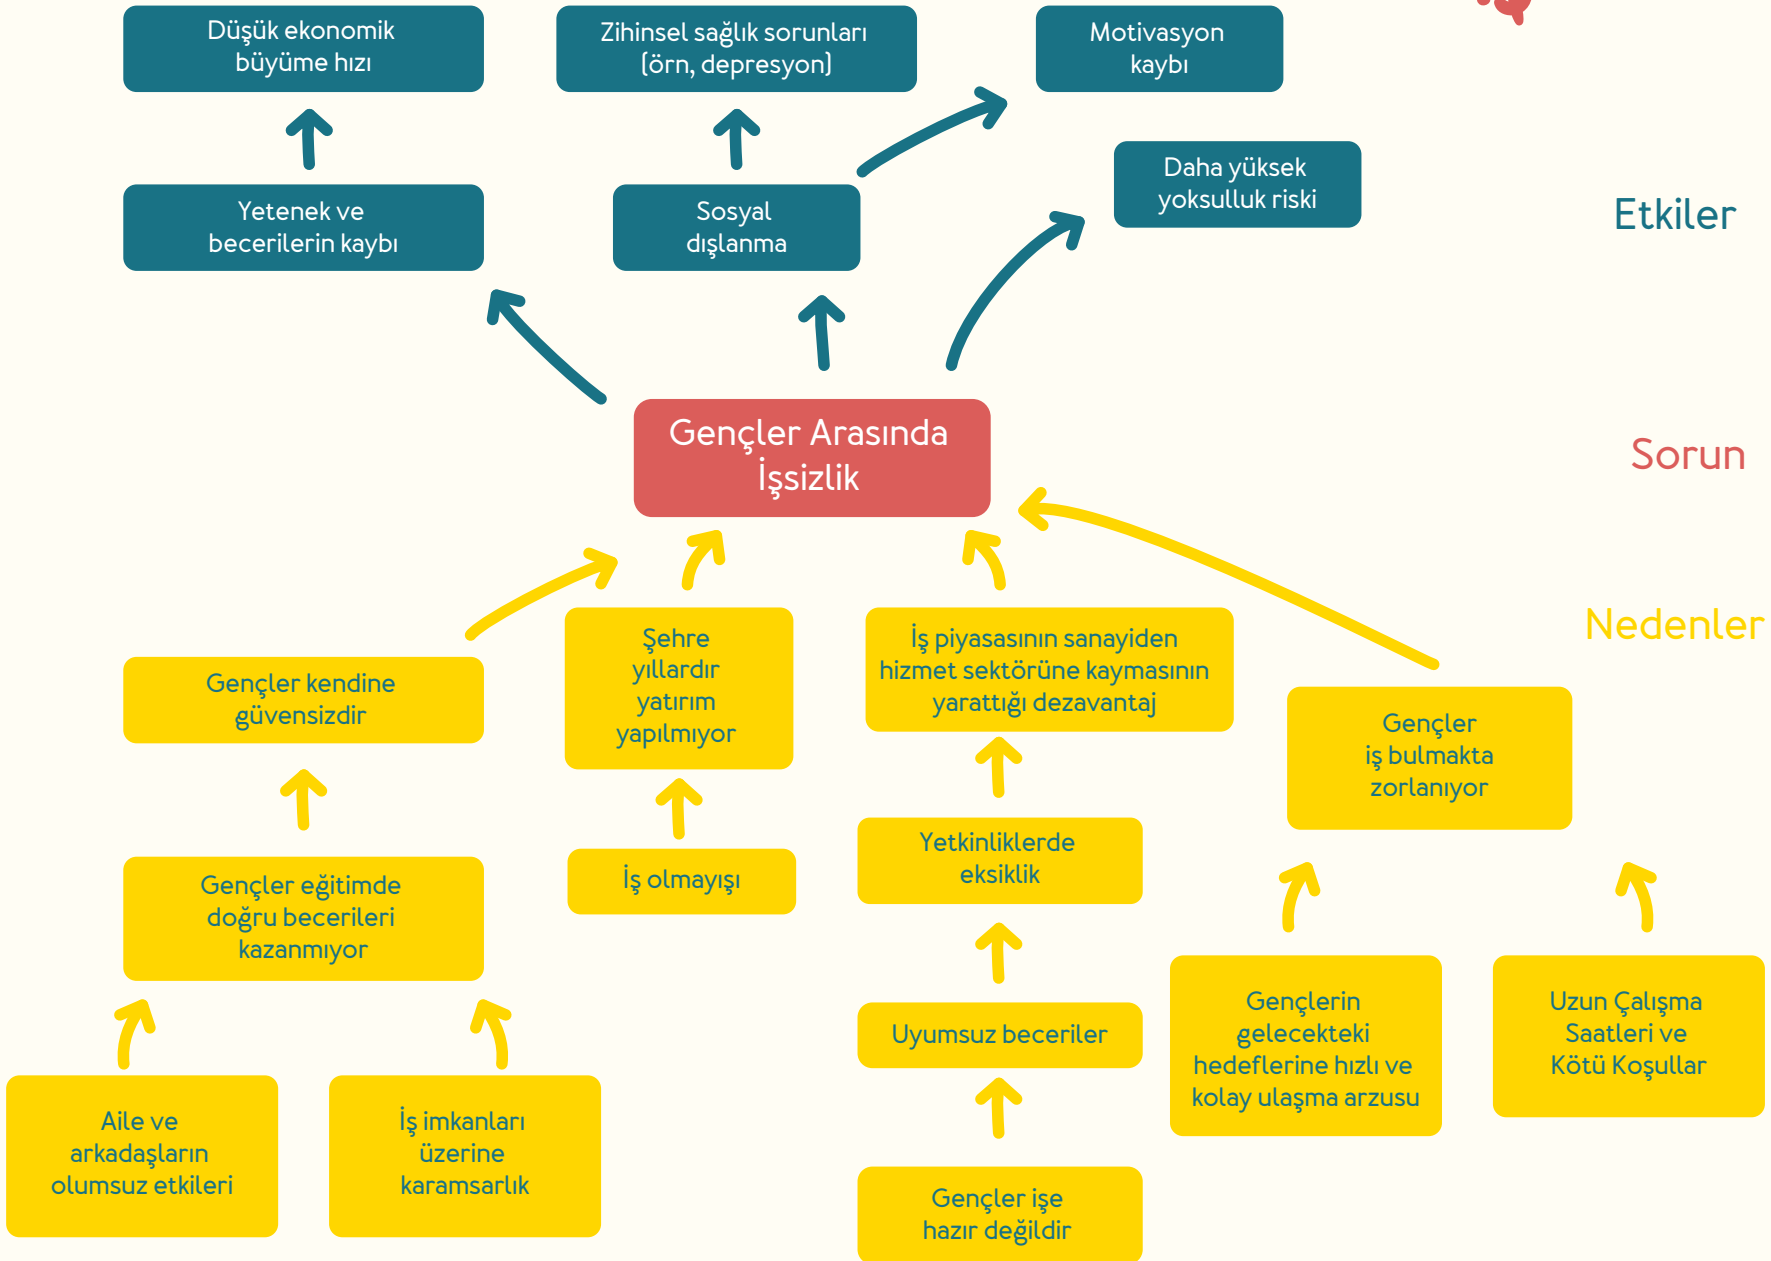 Düşük ekonomik
büyüme hızı
Zihinsel sağlık sorunları
(örn, depresyon)
Motivasyon
kaybı
Daha yüksek
yoksulluk riski
Yetenek ve
becerilerin kaybı
Sosyal
dışlanma
Etkiler
Gençler Arasında
İşsizlik
Sorun
Nedenler
Gençler kendine
güvensizdir
Şehre
yıllardır
yatırım
yapılmıyor
İş piyasasının sanayiden
hizmet sektörüne kaymasının
yarattığı dezavantaj
Gençler
iş bulmakta
zorlanıyor
Gençler eğitimde
doğru becerileri
kazanmıyor
İş olmayışı
Yetkinliklerde
eksiklik
Uyumsuz beceriler
Gençlerin
gelecekteki
hedeflerine hızlı ve
kolay ulaşma arzusu
Uzun Çalışma
Saatleri ve
Kötü Koşullar
Aile ve
arkadaşların
olumsuz etkileri
İş imkanları
üzerine
karamsarlık
Gençler işe
hazır değildir